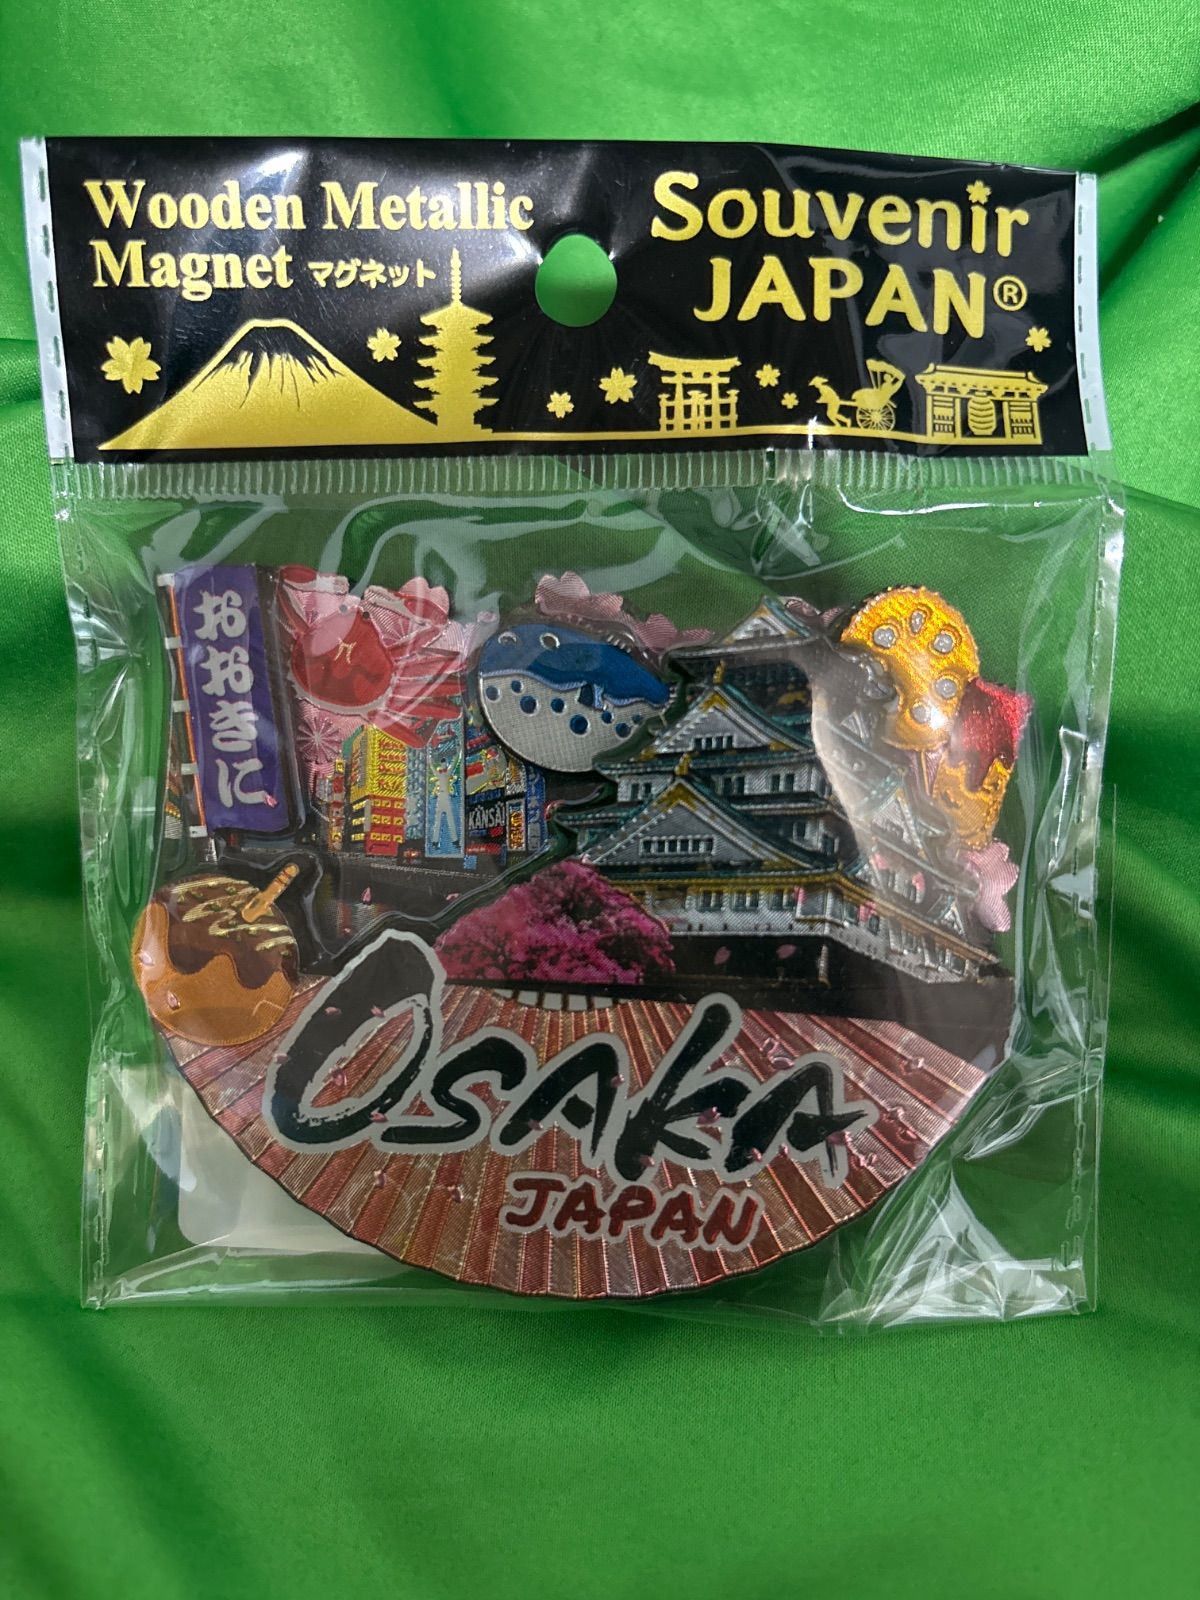 Wooden Metallic
Magnet マグネット
Souvenir
JAPAN®
おおきに
KANSAI
Osaka
JAPAN